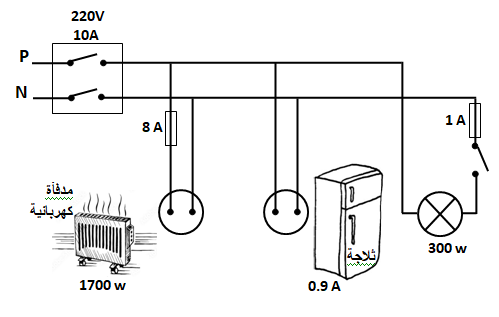 220V
10A
P
N
8 A
1 A
مدفأة
كهربائية
ثلاجة
300 w
1700 w
0.9 A